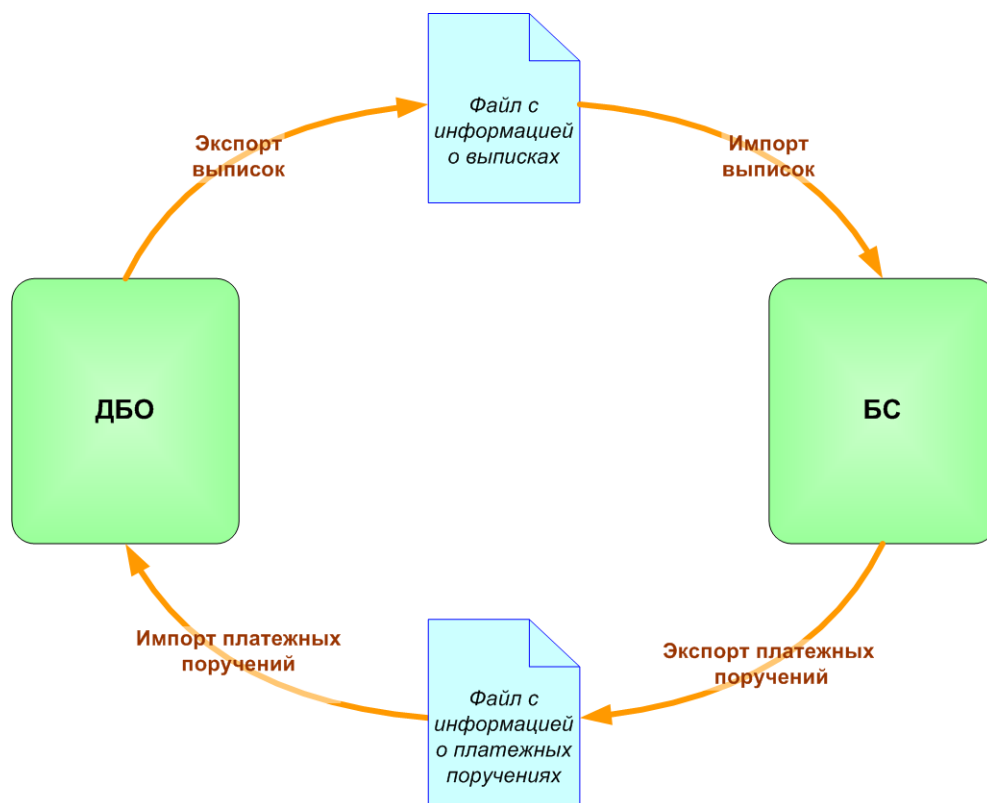 Файл с
информацией
о выписках
Экспорт
выписок
Импорт
выписок
ДБО
БС
Импорт платежных
поручений
Экспорт платежных
поручений
Файл с
информацией
о платежных
поручениях